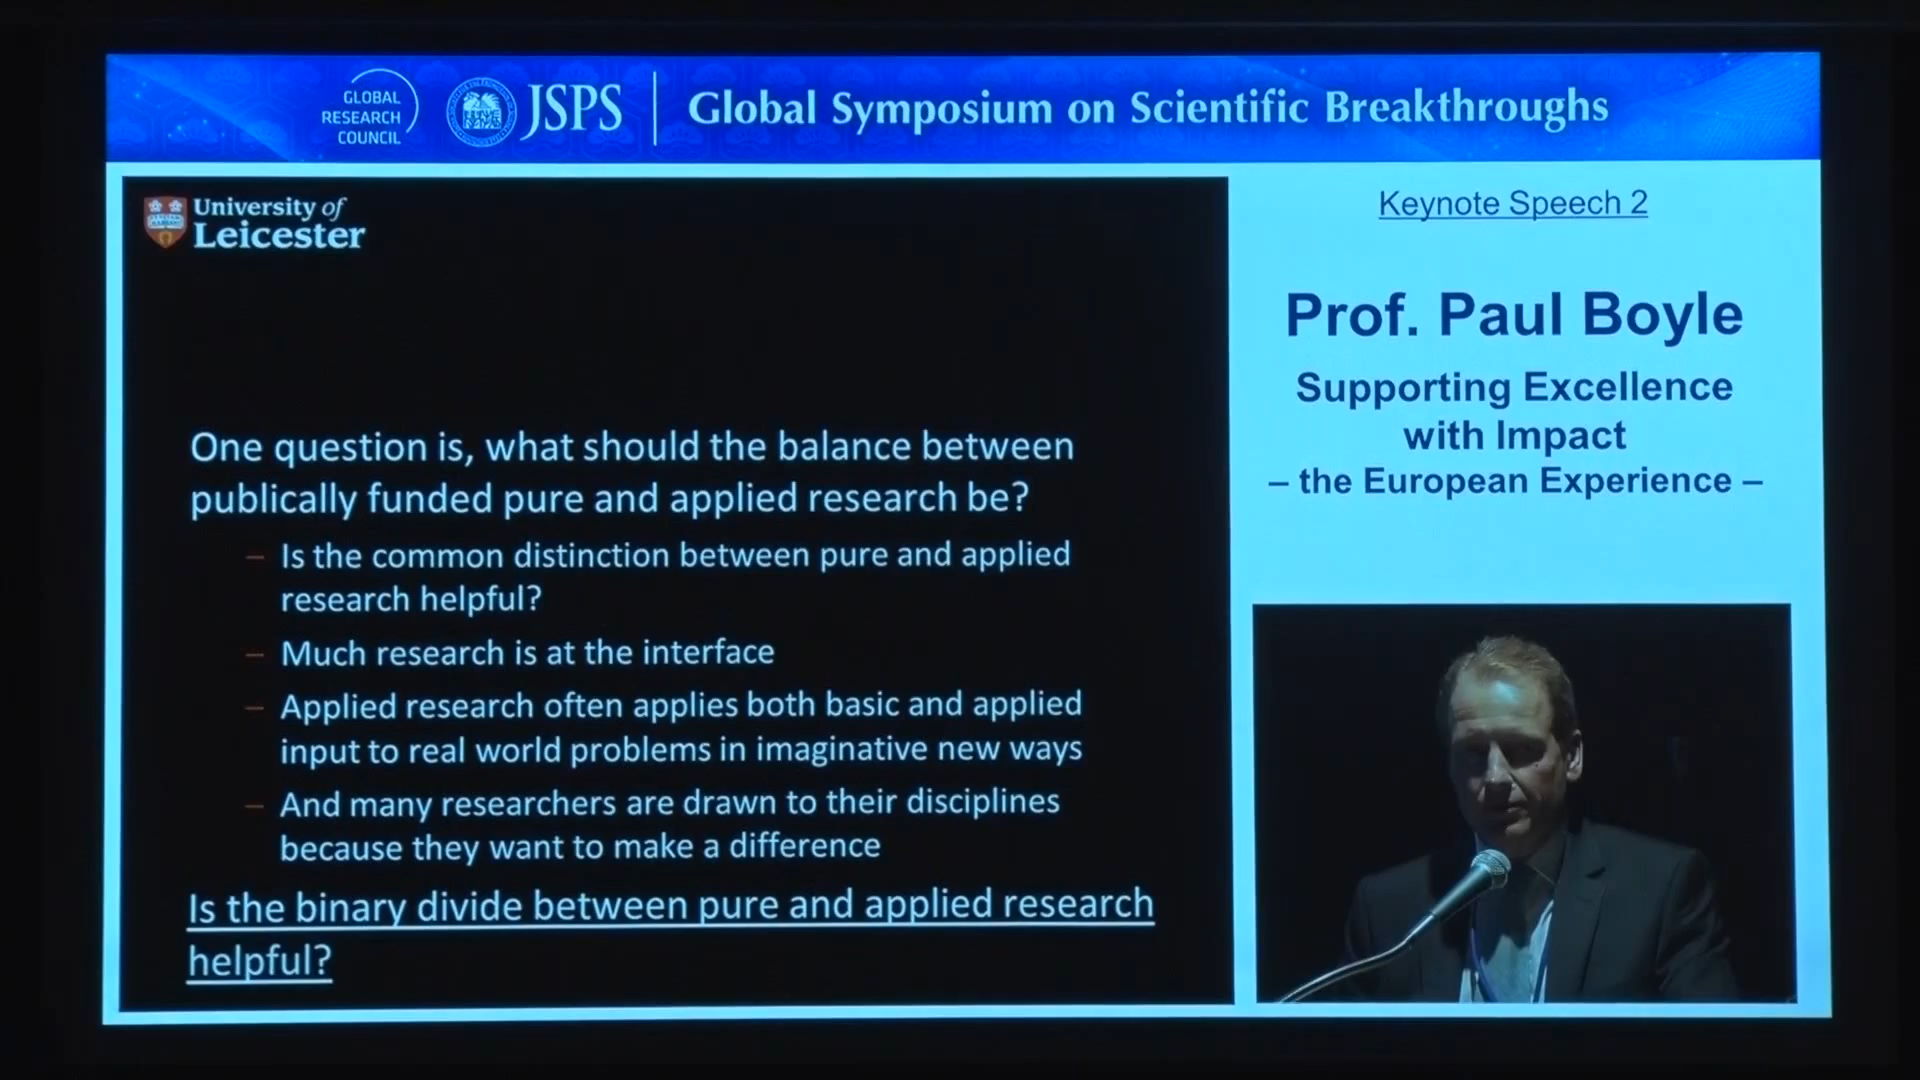 GLOBAL
RESEARCH
COUNCIL
JSPS
Global Symposium on Scientific Breakthroughs
University of
Leicester
One question is, what should the balance between
publically funded pure and applied research be?
– Is the common distinction between pure and applied
research helpful?
– Much research is at the interface
– Applied research often applies both basic and applied
input to real world problems in imaginative new ways
– And many researchers are drawn to their disciplines
because they want to make a difference
Is the binary divide between pure and applied research
helpful?
Keynote Speech 2
Prof. Paul Boyle
Supporting Excellence
with Impact
– the European Experience –